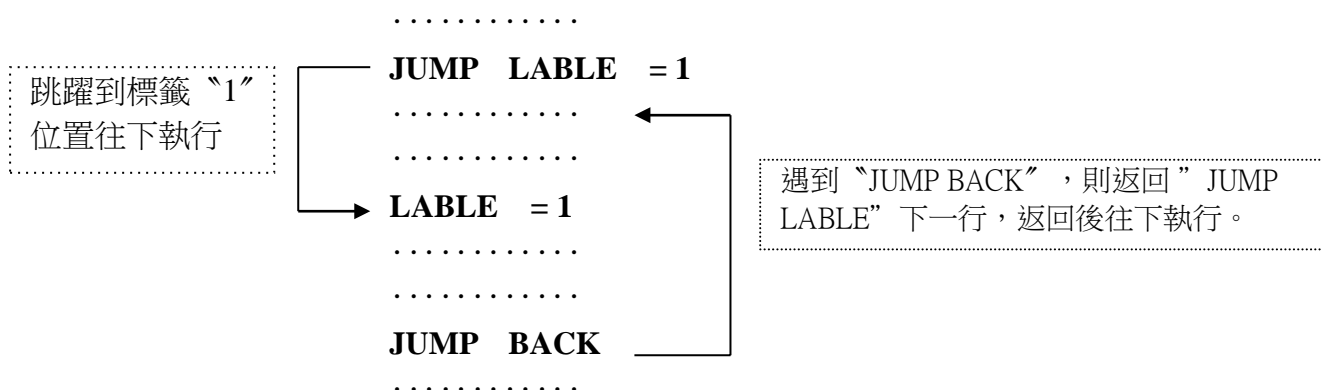 ............
JUMP LABLE = 1
跳躍到標籤〝1〞
位置往下執行
............
............
LABLE = 1
遇到〝JUMP BACK〞，則返回 ”JUMP
LABLE” 下一行，返回後往下執行。
............
............
JUMP BACK
............